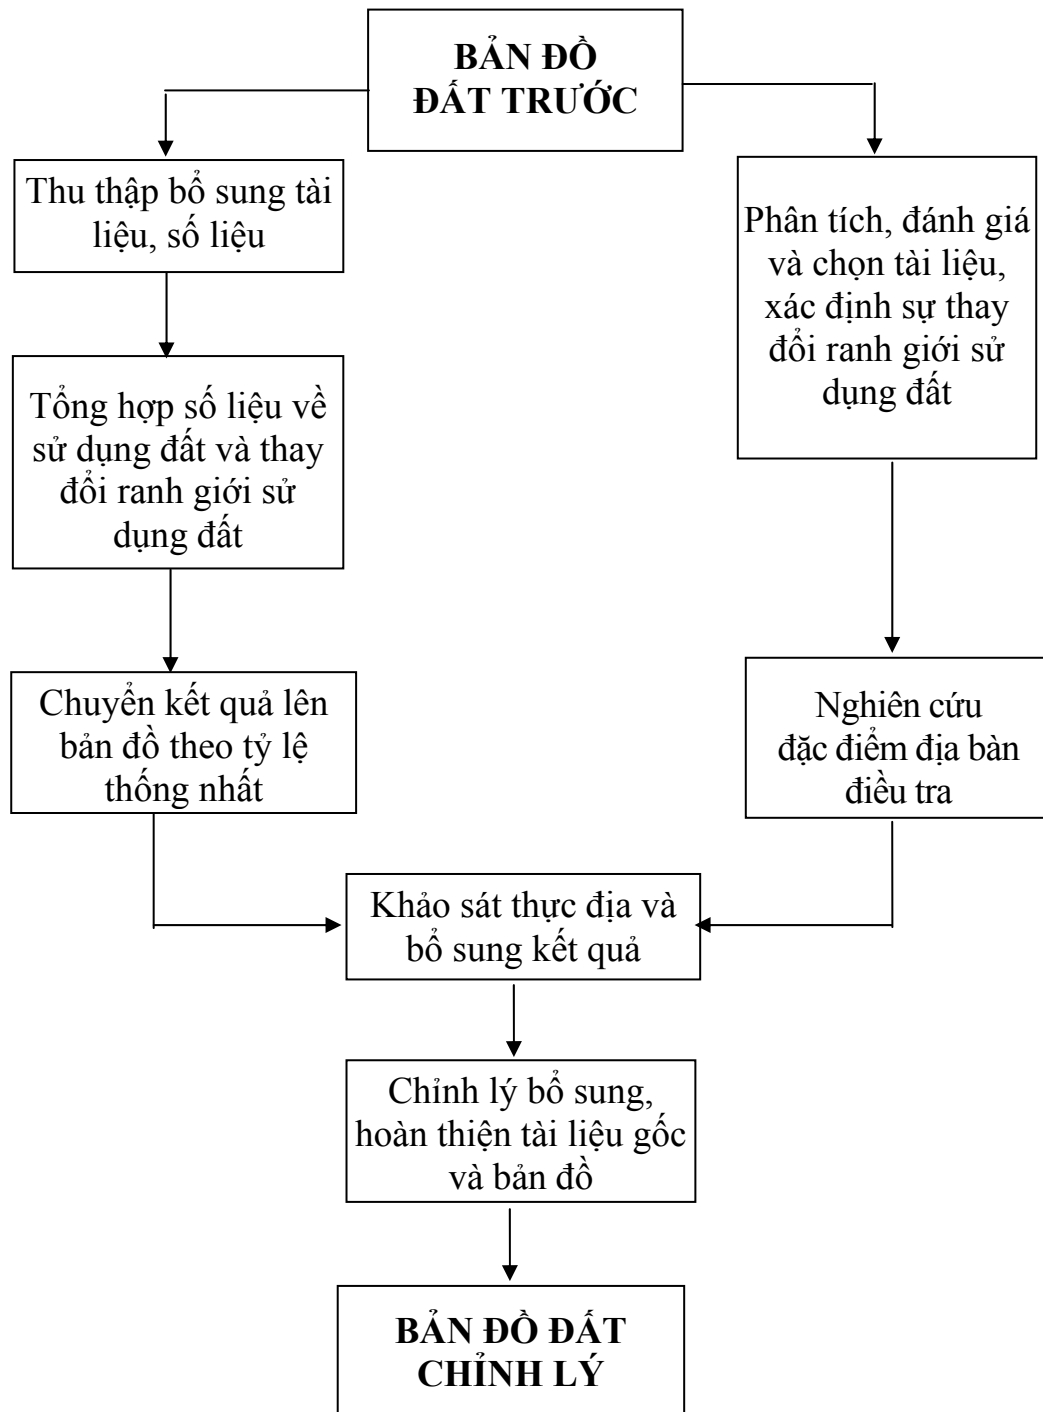 BẢN ĐỒ
ĐẤT TRƯỚC
Thu thập bổ sung tài
liệu, số liệu
Phân tích, đánh giá
và chọn tài liệu,
xác định sự thay
đổi ranh giới sử
dụng đất
Tổng hợp số liệu về
sử dụng đất và thay
đổi ranh giới sử
dụng đất
Chuyển kết quả lên
bản đồ theo tỷ lệ
thống nhất
Nghiên cứu
đặc điểm địa bàn
điều tra
Khảo sát thực địa và
bổ sung kết quả
Chỉnh lý bổ sung,
hoàn thiện tài liệu gốc
và bản đồ
BẢN ĐỒ ĐẤT
CHỈNH LÝ